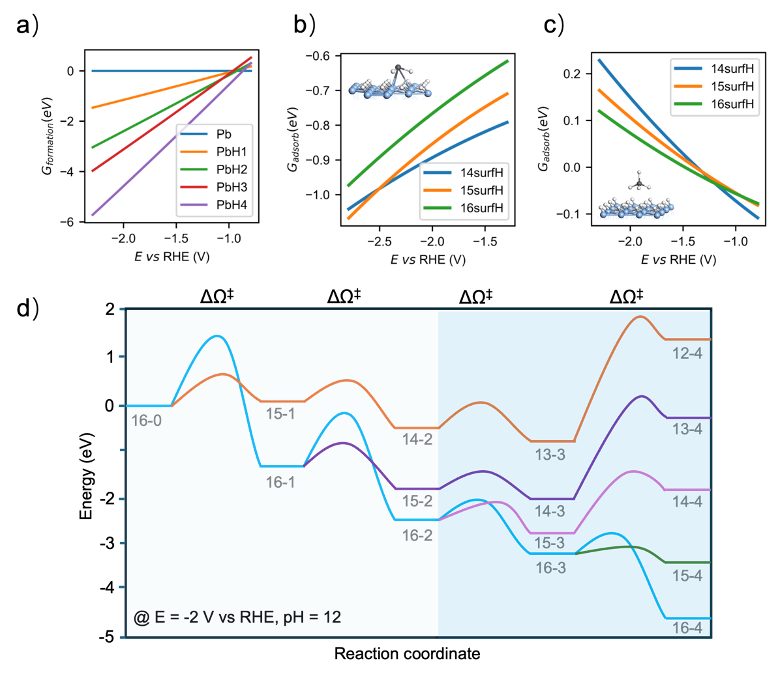 a)
0
−2
−4
−6
G_formation(eV)
Pb
PbH1
PbH2
PbH3
PbH4
−2.0
−1.5
−1.0
E vs RHE (V)
b)
−0.6
−0.7
−0.8
−0.9
−1.0
G_adsorb(eV)
14surfH
15surfH
16surfH
−2.5
−2.0
−1.5
E vs RHE (V)
c)
0.2
0.1
0.0
−0.1
G_adsorb(eV)
14surfH
15surfH
16surfH
−2.0
−1.5
−1.0
E vs RHE (V)
d)
ΔΩ‡ ΔΩ‡ ΔΩ‡ ΔΩ‡
2
1
0
-2
-3
-4
-5
Energy (eV)
16-0
15-1
16-1
14-2
15-2
16-2
13-3
14-3
15-3
16-3
12-4
13-4
14-4
15-4
16-4
@ E = -2 V vs RHE, pH = 12
Reaction coordinate